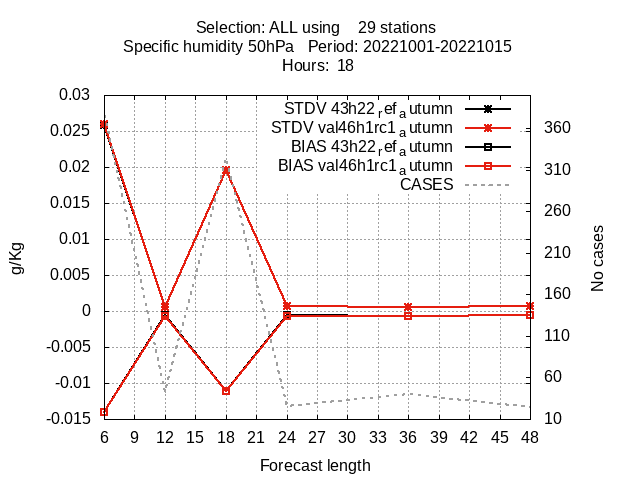 Selection: ALL using    29 stations
Specific humidity 50hPa   Period: 20221001-20221015
Hours:  18
0.03
0.025
0.02
0.015
0.01
0.005
0
-0.005
-0.01
-0.015
g/Kg
STDV 43h22_ref_autumn
STDV val46h1rc1_autumn
BIAS 43h22_ref_autumn
BIAS val46h1rc1_autumn
CASES
360
310
260
210
160
110
60
10
No cases
6 9 12 15 18 21 24 27 30 33 36 39 42 45 48
Forecast length